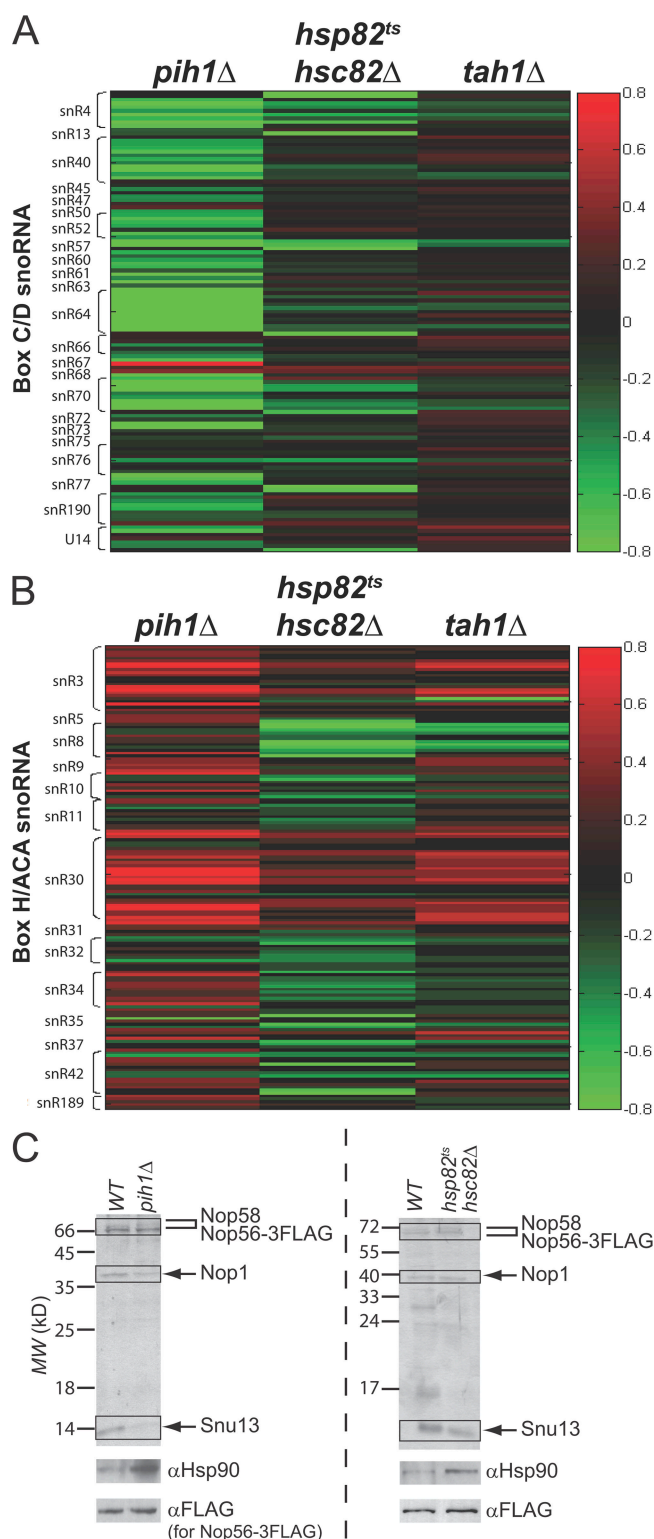 A
hsp82ts
pih1Δ hsc82Δ tah1Δ
Box C/D snoRNA
snR4
snR13
snR40
snR45
snR47
snR50
snR52
snR57
snR60
snR61
snR63
snR64
snR66
snR67
snR68
snR70
snR72
snR73
snR75
snR76
snR77
snR190
U14
0.8
0.6
0.4
0.2
0
-0.2
-0.4
-0.6
-0.8
B
hsp82ts
pih1Δ hsc82Δ tah1Δ
Box H/ACA snoRNA
snR3
snR5
snR8
snR9
snR10
snR11
snR30
snR31
snR32
snR34
snR35
snR37
snR42
snR189
0.8
0.6
0.4
0.2
0
-0.2
-0.4
-0.6
-0.8
C
WT
pih1Δ
MW (kD)
66
45
35
25
18
14
Nop58
Nop56-3FLAG
Nop1
Snu13
αHsp90
αFLAG
(for Nop56-3FLAG)
WT
hsp82ts
hsc82Δ
72
55
40
33
24
17
Nop58
Nop56-3FLAG
Nop1
Snu13
αHsp90
αFLAG